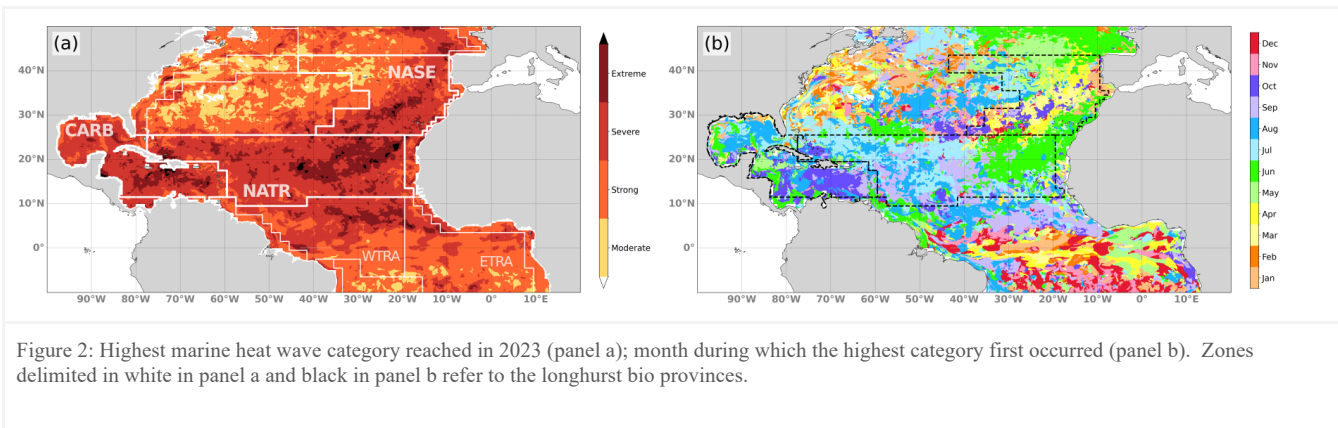 (a)
NASE
CARB
NATR
WTRA
ETRA
40°N
30°N
20°N
10°N
0°
90°W 80°W 70°W 60°W 50°W 40°W 30°W 20°W 10°W 0° 10°E
Extreme
Severe
Strong
Moderate
(b)
40°N
30°N
20°N
10°N
0°
90°W 80°W 70°W 60°W 50°W 40°W 30°W 20°W 10°W 0° 10°E
Dec
Nov
Oct
Sep
Aug
Jul
Jun
May
Apr
Mar
Feb
Jan
Figure 2: Highest marine heat wave category reached in 2023 (panel a); month during which the highest category first occurred (panel b). Zones
delimited in white in panel a and black in panel b refer to the longhurst bio provinces.